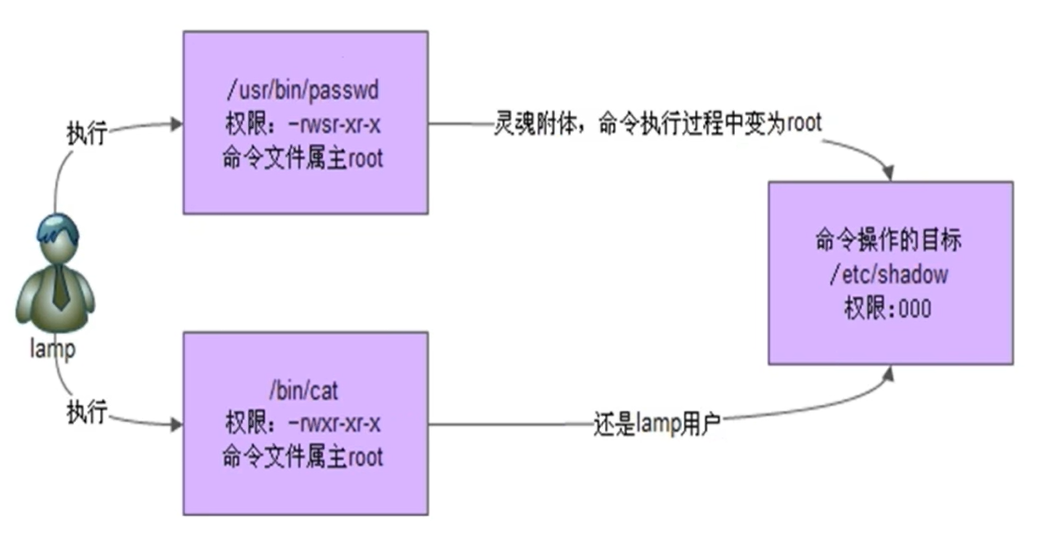 执行
/usr/bin/passwd
权限：-rwsr-xr-x
命令文件属主root
灵魂附体，命令执行过程中变为root
命令操作的目标
/etc/shadow
权限:000
lamp
执行
/bin/cat
权限：-rwxr-xr-x
命令文件属主root
还是lamp用户